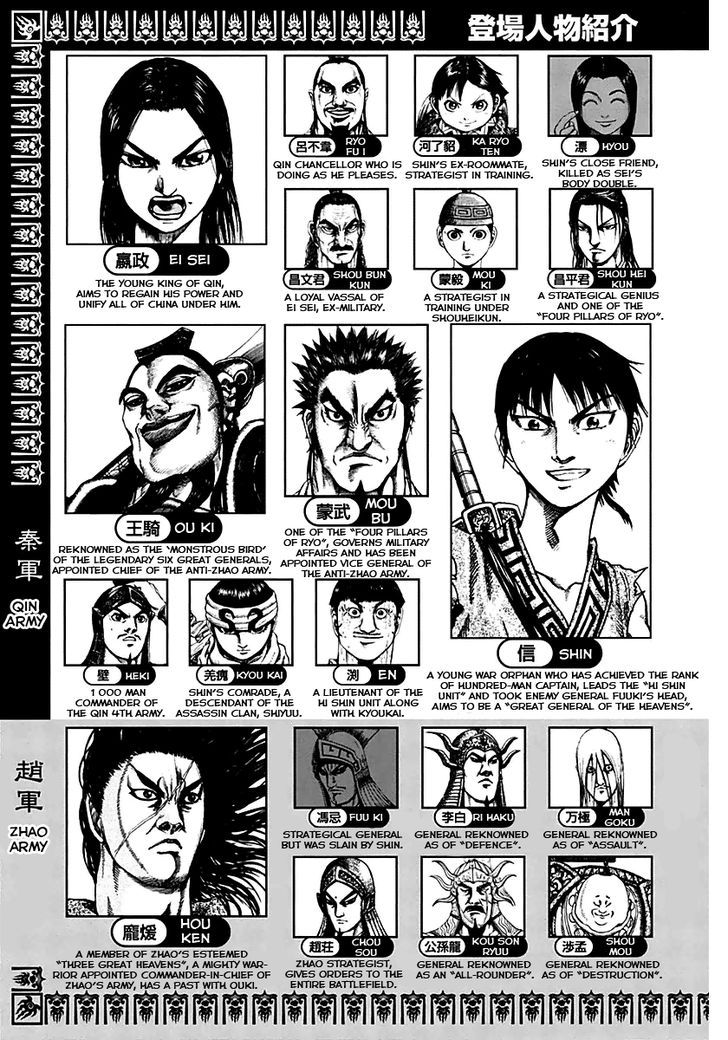 登場人物紹介
嬴政 EI SEI
THE YOUNG KING OF QIN,
AIMS TO REGAIN HIS POWER AND
UNIFY ALL OF CHINA UNDER HIM.
呂不韋 RYO
FU I
QIN CHANCELLOR WHO IS
DOING AS HE PLEASES.
河了貂 KA RYO
TEN
SHIN'S EX-ROOMMATE,
STRATEGIST IN TRAINING.
漂 HYOU
SHIN'S CLOSE FRIEND,
KILLED AS SEI'S
BODY DOUBLE.
昌文君 SHOU BUN
KUN
A LOYAL VASSAL OF
EI SEI, EX-MILITARY.
蒙毅 MOU
KI
A STRATEGIST IN
TRAINING UNDER
SHOUHEIKUN.
昌平君 SHOU HEI
KUN
A STRATEGICAL GENIUS
AND ONE OF THE
"FOUR PILLARS OF RYO".
秦軍
QIN
ARMY
王騎 OU KI
REKNOWNED AS THE 'MONSTROUS BIRD'
OF THE LEGENDARY SIX GREAT GENERALS,
APPOINTED CHIEF OF THE ANTI-ZHAO ARMY.
蒙武 MOU
BU
ONE OF THE "FOUR PILLARS
OF RYO", GOVERNS MILITARY
AFFAIRS AND HAS BEEN
APPOINTED VICE GENERAL OF
THE ANTI-ZHAO ARMY.
信 SHIN
A YOUNG WAR ORPHAN WHO HAS ACHIEVED THE RANK
OF HUNDRED-MAN CAPTAIN, LEADS THE "HI SHIN
UNIT" AND TOOK ENEMY GENERAL FUUKI'S HEAD,
AIMS TO BE A "GREAT GENERAL OF THE HEAVENS".
壁 HEKI
1 000 MAN
COMMANDER OF
THE QIN 4TH ARMY.
羌瘣 KYOU KAI
SHIN'S COMRADE, A
DESCENDANT OF THE
ASSASSIN CLAN, SHIYUU.
渕 EN
A LIEUTENANT OF THE
HI SHIN UNIT ALONG
WITH KYOUKAI.
趙軍
ZHAO
ARMY
龐煖 HOU
KEN
A MEMBER OF ZHAO'S ESTEEMED
"THREE GREAT HEAVENS", A MIGHTY WAR-
RIOR APPOINTED COMMANDER-IN-CHIEF OF
ZHAO'S ARMY, HAS A PAST WITH OUKI.
馮忌 FUU KI
STRATEGICAL GENERAL
BUT WAS SLAIN BY SHIN.
李白 RI HAKU
GENERAL REKNOWNED
AS OF "DEFENCE".
万極 MAN
GOKU
GENERAL REKNOWNED
AS OF "ASSAULT".
趙荘 CHOU
SOU
ZHAO STRATEGIST,
GIVES ORDERS TO THE
ENTIRE BATTLEFIELD.
公孫龍 KOU SON
RYUU
GENERAL REKNOWNED
AS AN "ALL-ROUNDER".
渉孟 SHOU
MOU
GENERAL REKNOWNED
AS OF "DESTRUCTION".